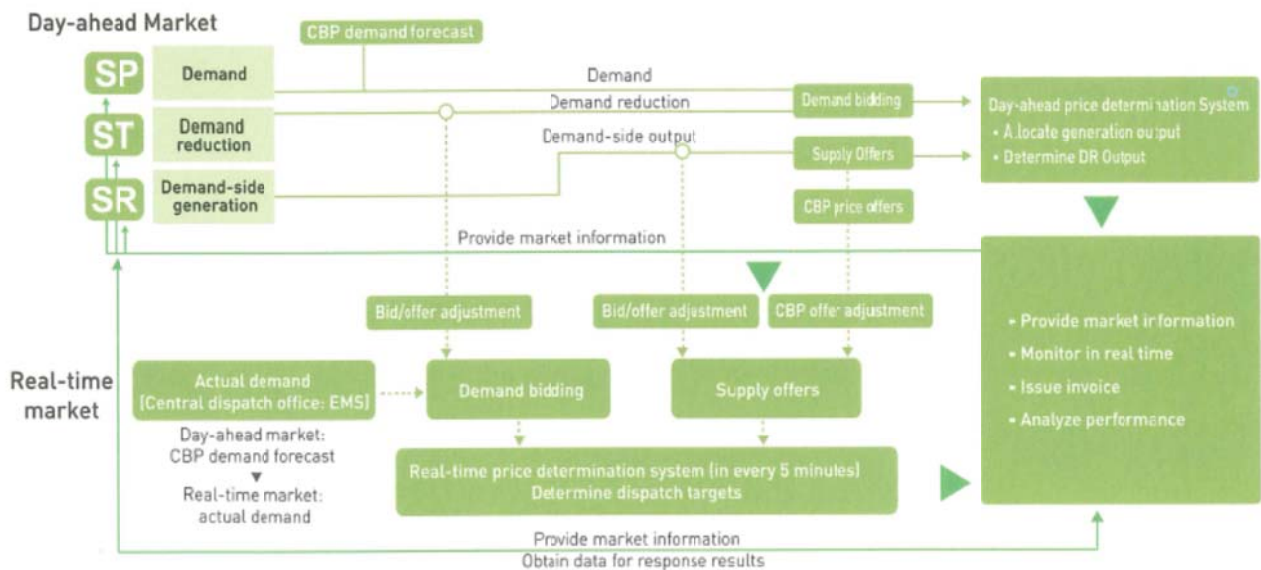 Day-ahead Market
CBP demand forecast
SP
Demand
Demand
Demand reduction
Demand bidding
Day-ahead price determination System
• Allocate generation output
• Determine DR Output
ST
Demand
reduction
Demand-side output
Supply Offers
SR
Demand-side
generation
CBP price offers
Provide market information
Bid/offer adjustment
Bid/offer adjustment
CBP offer adjustment
• Provide market information
• Monitor in real time
• Issue invoice
• Analyze performance
Real-time
market
Actual demand
[Central dispatch office: EMS]
Demand bidding
Supply offers
Day-ahead market:
CBP demand forecast
Real-time market:
actual demand
Real-time price determination system (in every 5 minutes)
Determine dispatch targets
Provide market information
Obtain data for response results